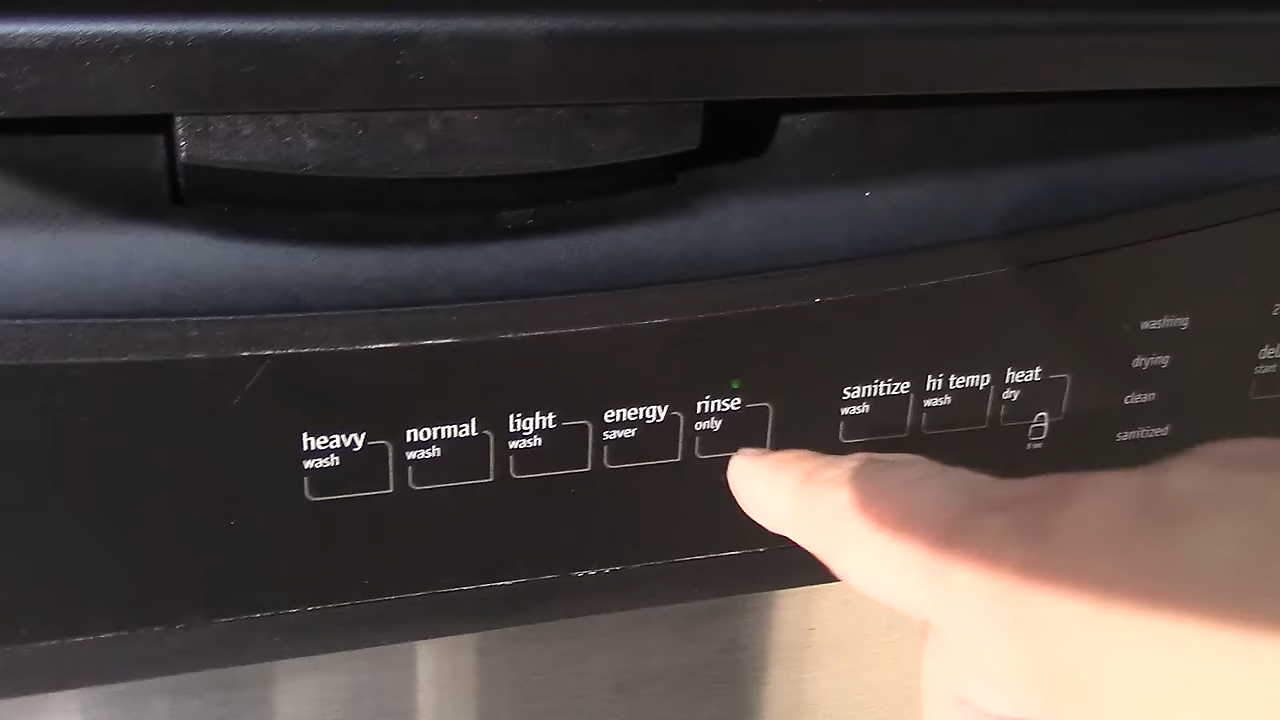 heavy
wash
normal
wash
light
wash
energy
saver
rinse
only
sanitize
wash
hi temp
wash
heat
dry
washing
drying
clean
sanitized
start